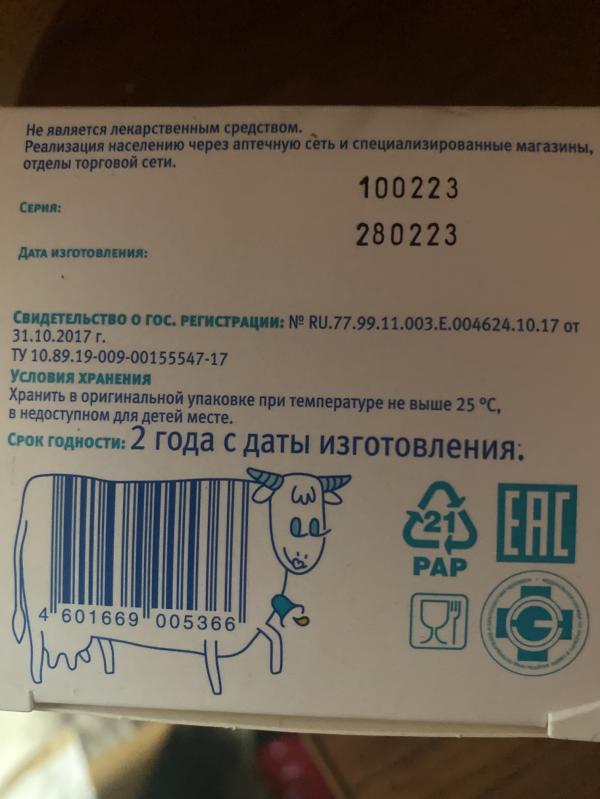 Не является лекарственным средством.
Реализация населению через аптечную сеть и специализированные магазины,
отделы торговой сети.
100223
СЕРИЯ:
280223
ДАТА ИЗГОТОВЛЕНИЯ:
СВИДЕТЕЛЬСТВО О ГОС. РЕГИСТРАЦИИ: № RU.77.99.11.003.Е.004624.10.17 от
31.10.2017 г.
ТУ 10.89.19-009-00155547-17
УСЛОВИЯ ХРАНЕНИЯ
Хранить в оригинальной упаковке при температуре не выше 25 °С,
в недоступном для детей месте.
СРОК ГОДНОСТИ: 2 года с даты изготовления.
21
PAP
EAC
4 601669 005366